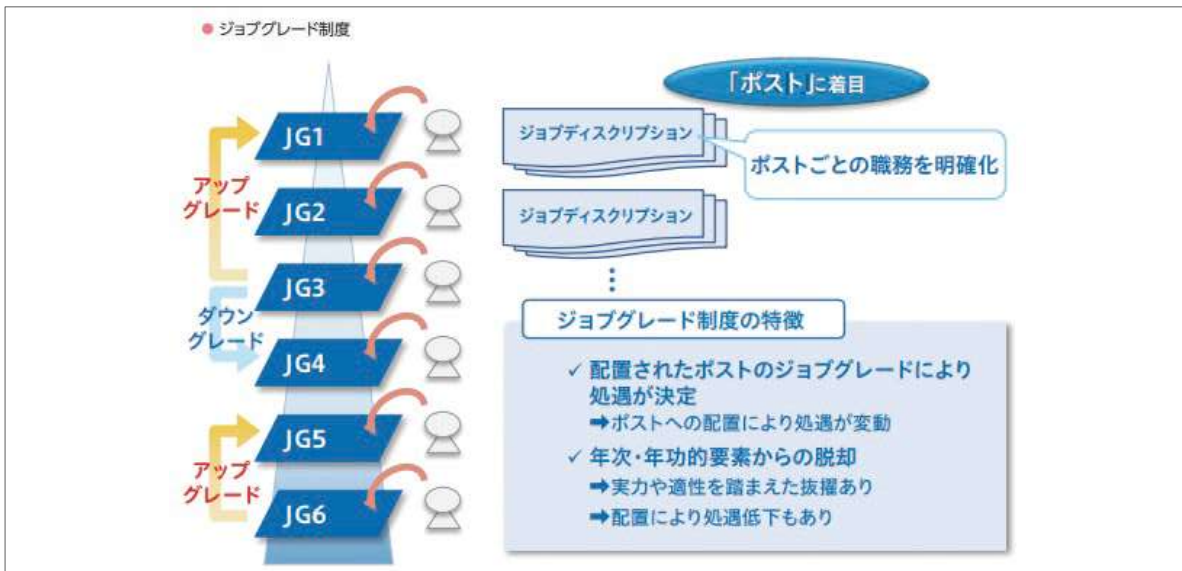 ● ジョブグレード制度
「ポスト」に着目
JG1
JG2
JG3
JG4
JG5
JG6
アップ
グレード
ダウン
グレード
アップ
グレード
ジョブディスクリプション
ポストごとの職務を明確化
ジョブディスクリプション
⋮
ジョブグレード制度の特徴
✓ 配置されたポストのジョブグレードにより
処遇が決定
➡ポストへの配置により処遇が変動
✓ 年次・年功的要素からの脱却
➡実力や適性を踏まえた抜擢あり
➡配置により処遇低下もあり